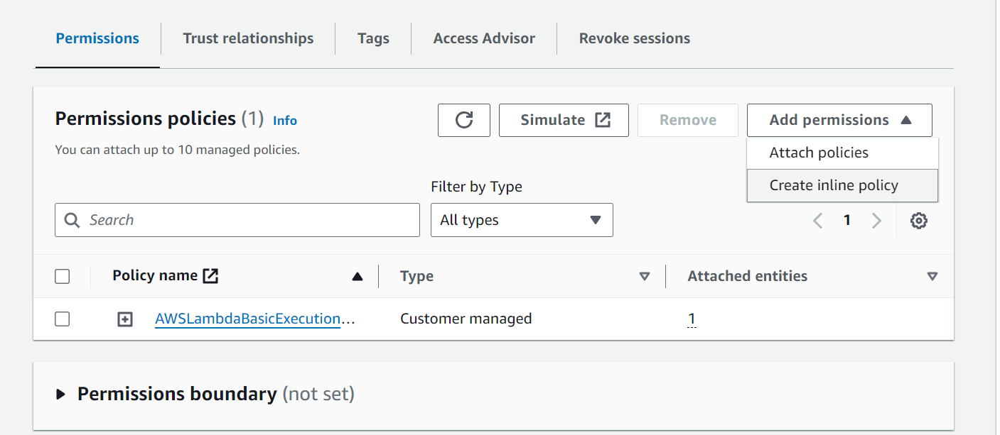 Permissions Trust relationships Tags Access Advisor Revoke sessions
Permissions policies (1) Info
Simulate Remove Add permissions
You can attach up to 10 managed policies.
Attach policies
Create inline policy
Filter by Type
Search All types 1
Policy name Type Attached entities
AWSLambdaBasicExecution... Customer managed 1
Permissions boundary (not set)